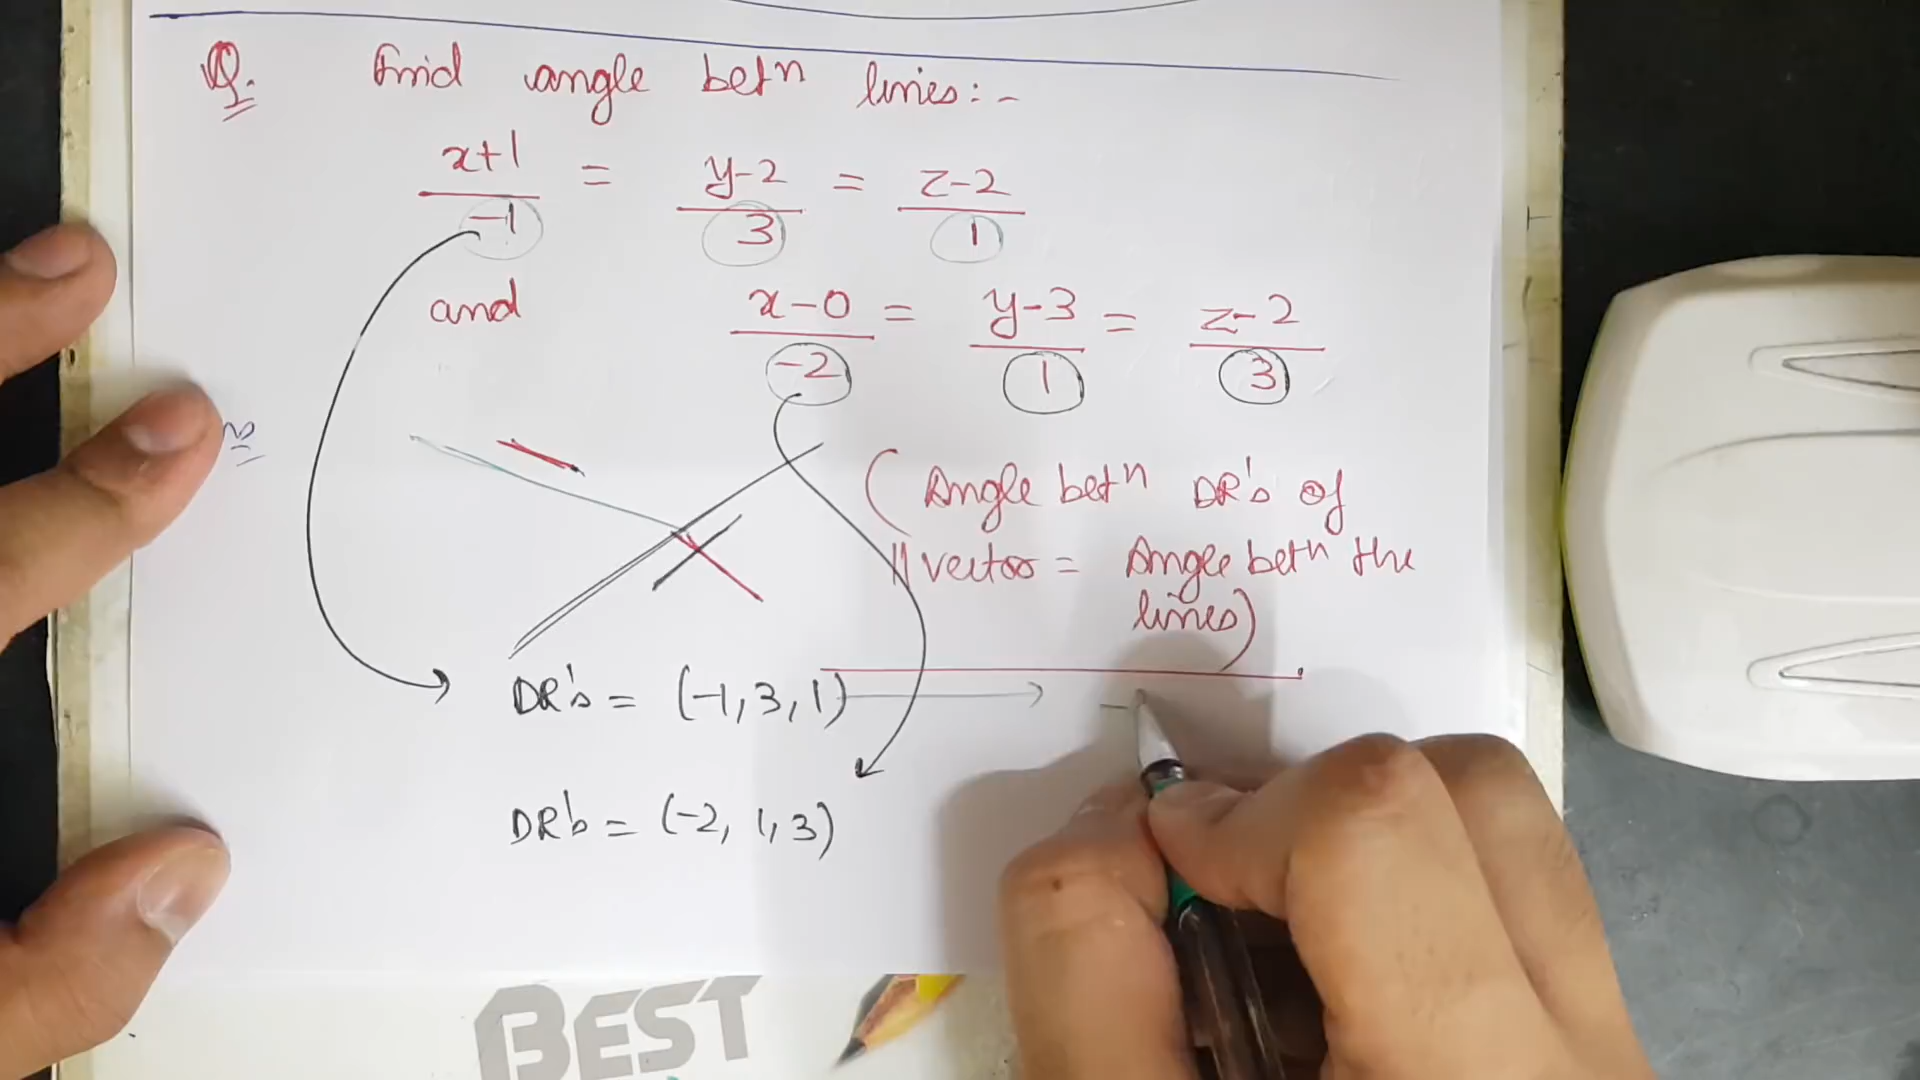 Q. Find angle betn lines:-
x+1/-1 = y-2/3 = z-2/1
and x-0/-2 = y-3/1 = z-2/3
(Angle betn DR's of
|| vector = Angle betn the
lines)
DR's = (-1, 3, 1) → -
DR's = (-2, 1, 3)
BEST